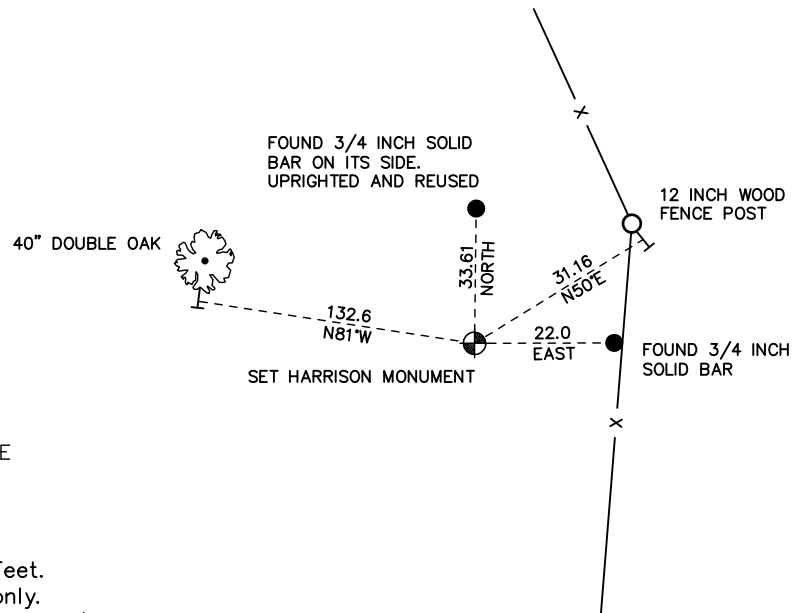 FOUND 3/4 INCH SOLID
BAR ON ITS SIDE.
UPRIGHTED AND REUSED
12 INCH WOOD
FENCE POST
40" DOUBLE OAK
33.61
NORTH
31.16
N50°E
132.6
N81°W
22.0
EAST
FOUND 3/4 INCH
SOLID BAR
SET HARRISON MONUMENT
X
X
E
feet.
only.